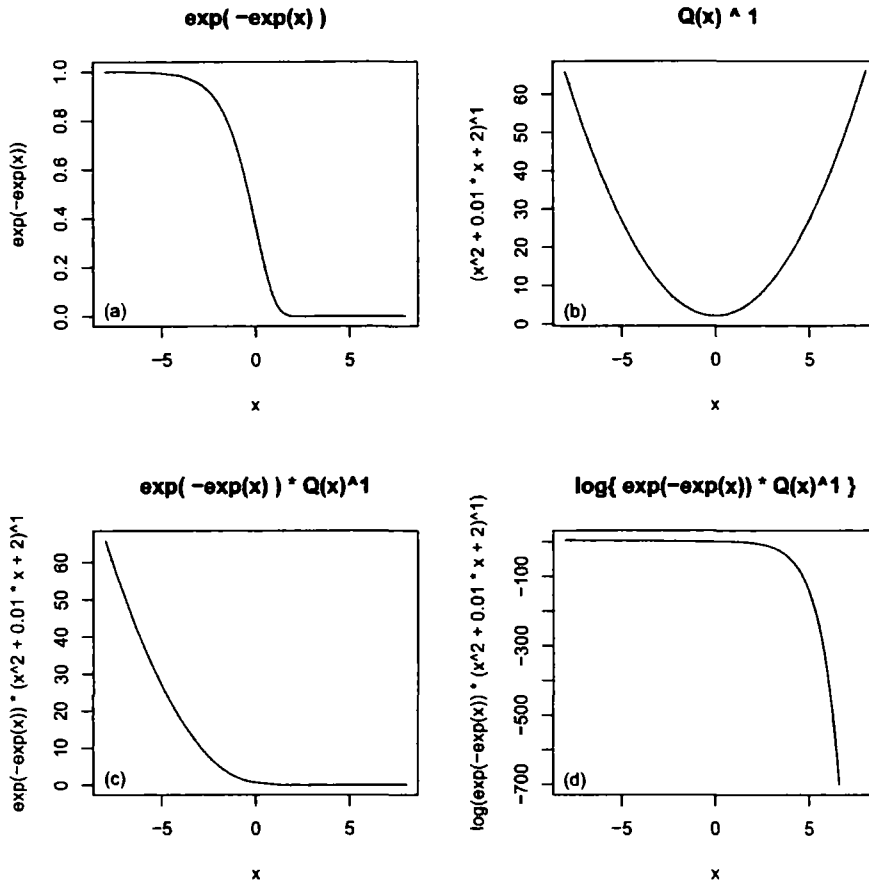 exp( −exp(x) )
exp(−exp(x))
0.0 0.2 0.4 0.6 0.8 1.0
(a)
−5 0 5
x
Q(x) ^ 1
(x^2 + 0.01 * x + 2)^1
0 10 20 30 40 50 60
(b)
−5 0 5
x
exp( −exp(x) ) * Q(x)^1
exp(−exp(x)) * (x^2 + 0.01 * x + 2)^1
0 10 20 30 40 50 60
(c)
−5 0 5
x
log{ exp(−exp(x)) * Q(x)^1 }
log(exp(−exp(x)) * (x^2 + 0.01 * x + 2)^1)
−700 −500 −300 −100
(d)
−5 0 5
x